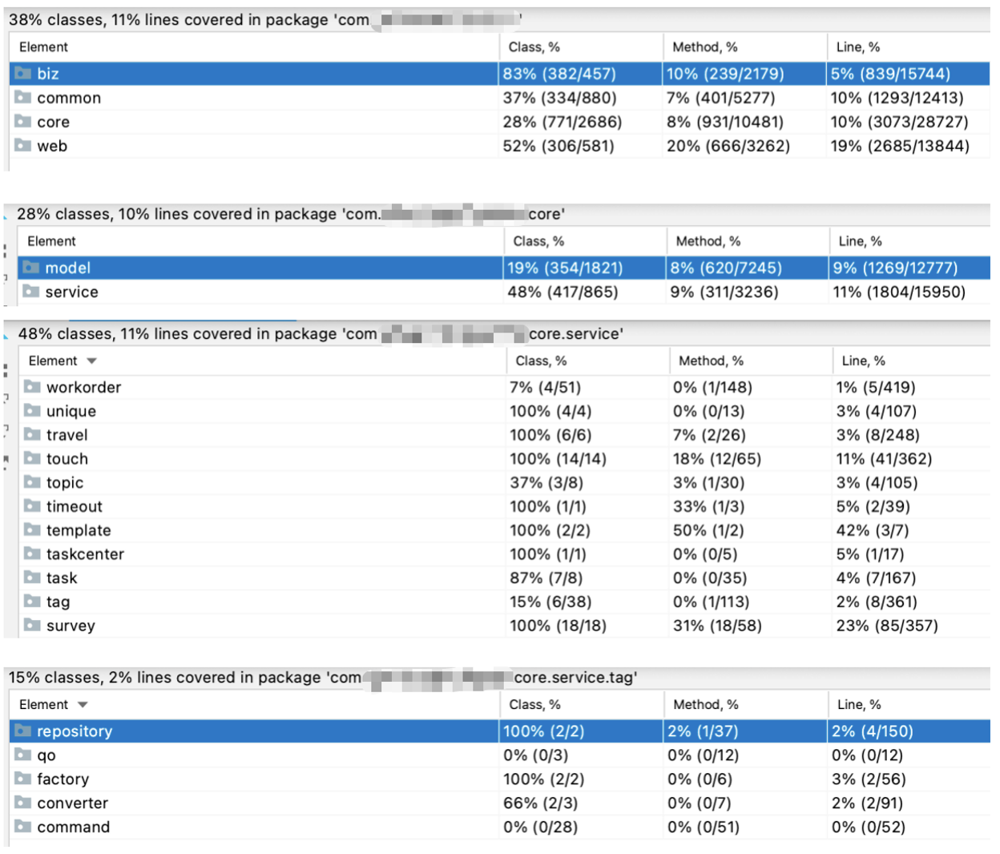 38% classes, 11% lines covered in package 'com '
Element Class, % Method, % Line, %
biz 83% (382/457) 10% (239/2179) 5% (839/15744)
common 37% (334/880) 7% (401/5277) 10% (1293/12413)
core 28% (771/2686) 8% (931/10481) 10% (3073/28727)
web 52% (306/581) 20% (666/3262) 19% (2685/13844)
28% classes, 10% lines covered in package 'com. core'
Element Class, % Method, % Line, %
model 19% (354/1821) 8% (620/7245) 9% (1269/12777)
service 48% (417/865) 9% (311/3236) 11% (1804/15950)
48% classes, 11% lines covered in package 'com core.service'
Element Class, % Method, % Line, %
workorder 7% (4/51) 0% (1/148) 1% (5/419)
unique 100% (4/4) 0% (0/13) 3% (4/107)
travel 100% (6/6) 7% (2/26) 3% (8/248)
touch 100% (14/14) 18% (12/65) 11% (41/362)
topic 37% (3/8) 3% (1/30) 3% (4/105)
timeout 100% (1/1) 33% (1/3) 5% (2/39)
template 100% (2/2) 50% (1/2) 42% (3/7)
taskcenter 100% (1/1) 0% (0/5) 5% (1/17)
task 87% (7/8) 0% (0/35) 4% (7/167)
tag 15% (6/38) 0% (1/113) 2% (8/361)
survey 100% (18/18) 31% (18/58) 23% (85/357)
15% classes, 2% lines covered in package 'com core.service.tag'
Element Class, % Method, % Line, %
repository 100% (2/2) 2% (1/37) 2% (4/150)
qo 0% (0/3) 0% (0/12) 0% (0/12)
factory 100% (2/2) 0% (0/6) 3% (2/56)
converter 66% (2/3) 0% (0/7) 2% (2/91)
command 0% (0/28) 0% (0/51) 0% (0/52)